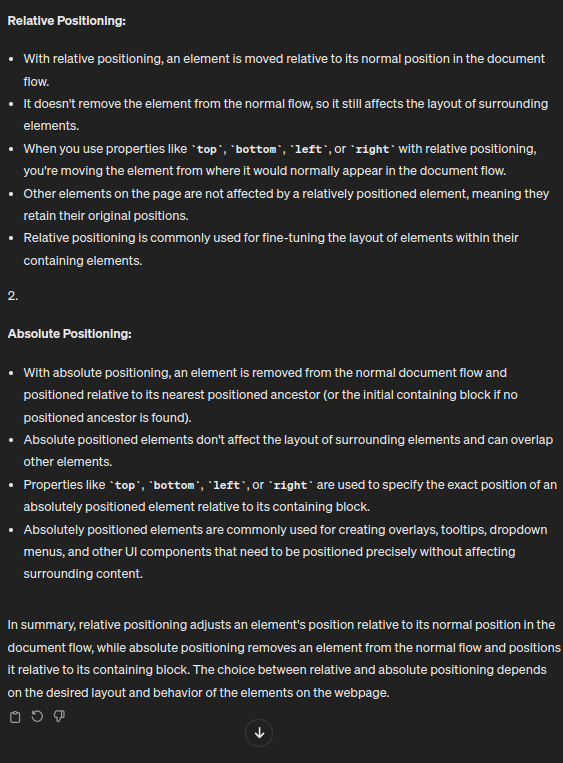 Relative Positioning:
• With relative positioning, an element is moved relative to its normal position in the document
flow.
• It doesn't remove the element from the normal flow, so it still affects the layout of surrounding
elements.
• When you use properties like `top`, `bottom`, `left`, or `right` with relative positioning,
you're moving the element from where it would normally appear in the document flow.
• Other elements on the page are not affected by a relatively positioned element, meaning they
retain their original positions.
• Relative positioning is commonly used for fine-tuning the layout of elements within their
containing elements.
2.
Absolute Positioning:
• With absolute positioning, an element is removed from the normal document flow and
positioned relative to its nearest positioned ancestor (or the initial containing block if no
positioned ancestor is found).
• Absolute positioned elements don't affect the layout of surrounding elements and can overlap
other elements.
• Properties like `top`, `bottom`, `left`, or `right` are used to specify the exact position of an
absolutely positioned element relative to its containing block.
• Absolutely positioned elements are commonly used for creating overlays, tooltips, dropdown
menus, and other UI components that need to be positioned precisely without affecting
surrounding content.
In summary, relative positioning adjusts an element's position relative to its normal position in the
document flow, while absolute positioning removes an element from the normal flow and positions
it relative to its containing block. The choice between relative and absolute positioning depends
on the desired layout and behavior of the elements on the webpage.